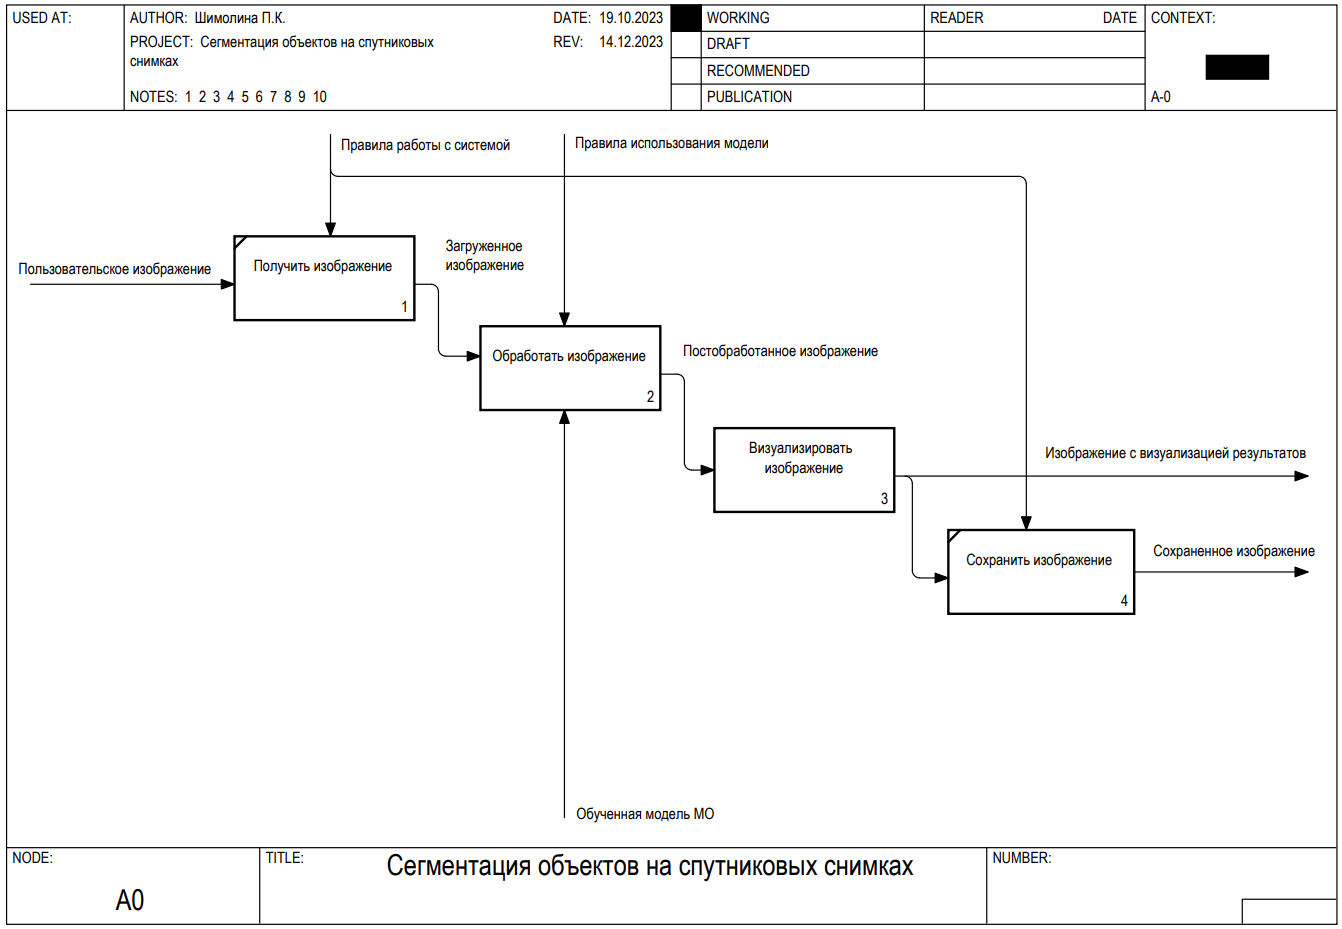 USED AT:
AUTHOR: Шимолина П.К.
DATE: 19.10.2023
PROJECT: Сегментация объектов на спутниковых
снимках
REV: 14.12.2023
NOTES: 1 2 3 4 5 6 7 8 9 10
WORKING
DRAFT
RECOMMENDED
PUBLICATION
READER DATE
CONTEXT:
A-0
Правила работы с системой
Правила использования модели
Пользовательское изображение
Получить изображение
1
Загруженное
изображение
Обработать изображение
2
Постобработанное изображение
Визуализировать
изображение
3
Изображение с визуализацией результатов
Сохранить изображение
4
Сохраненное изображение
Обученная модель МО
NODE:
A0
TITLE:
Сегментация объектов на спутниковых снимках
NUMBER: